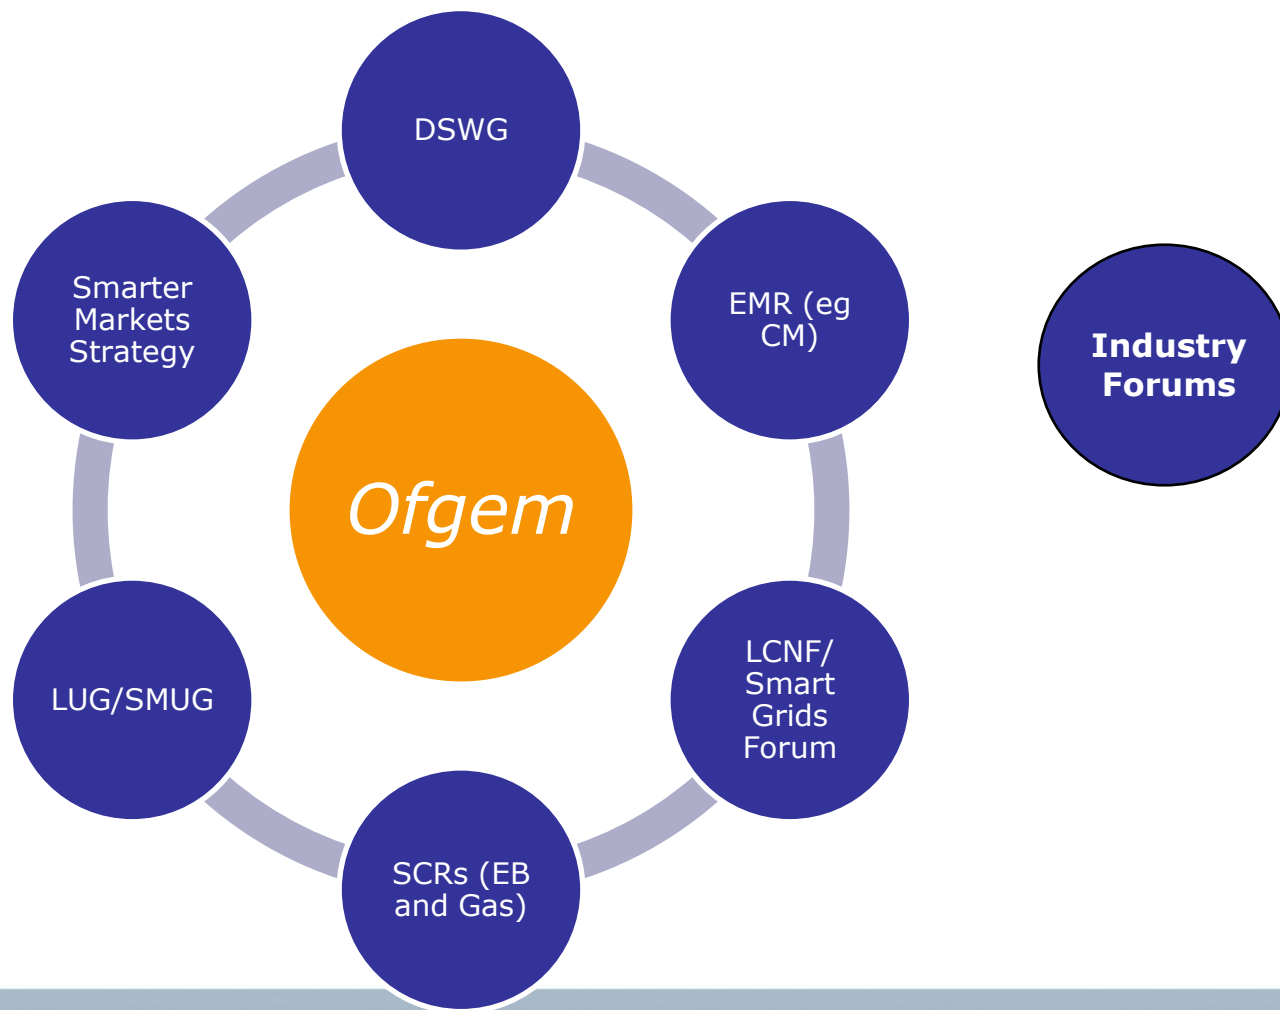 DSWG
Smarter
Markets
Strategy
EMR (eg
CM)
Industry
Forums
Ofgem
LUG/SMUG
LCNF/
Smart
Grids
Forum
SCRs (EB
and Gas)